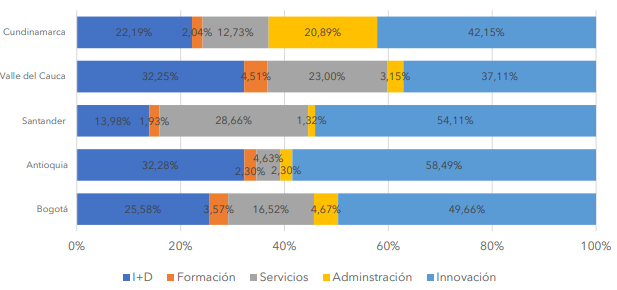 Cundinamarca 22,19% 2,04% 12,73% 20,89% 42,15%
Valle del Cauca 32,25% 4,51% 23,00% 3,15% 37,11%
Santander 13,98% 1,93% 28,66% 1,32% 54,11%
Antioquia 32,28% 2,30% 4,63% 2,30% 58,49%
Bogotá 25,58% 3,57% 16,52% 4,67% 49,66%
0% 20% 40% 60% 80% 100%
I+D Formación Servicios Adminstración Innovación